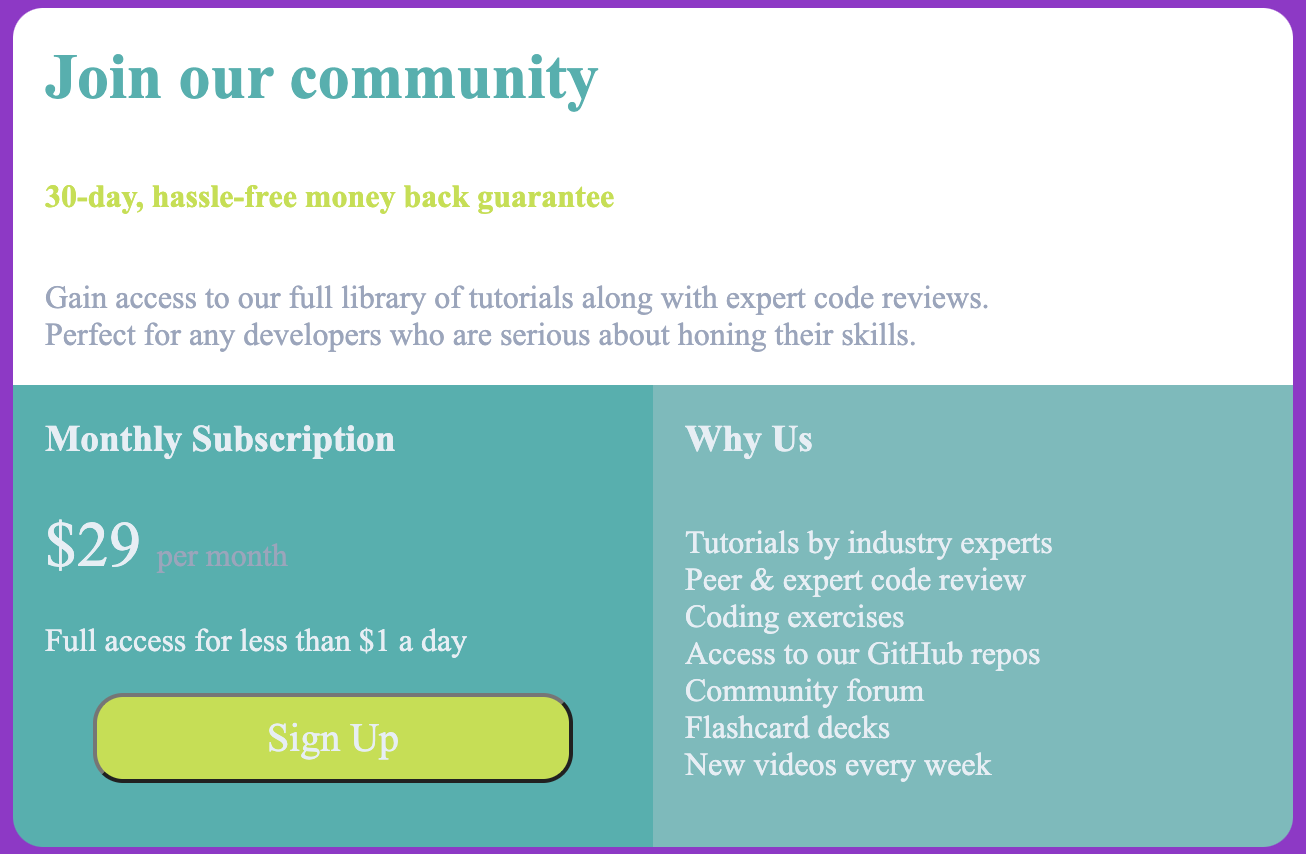 Join our community
30-day, hassle-free money back guarantee
Gain access to our full library of tutorials along with expert code reviews.
Perfect for any developers who are serious about honing their skills.
Monthly Subscription
$29 per month
Full access for less than $1 a day
Sign Up
Why Us
Tutorials by industry experts
Peer & expert code review
Coding exercises
Access to our GitHub repos
Community forum
Flashcard decks
New videos every week